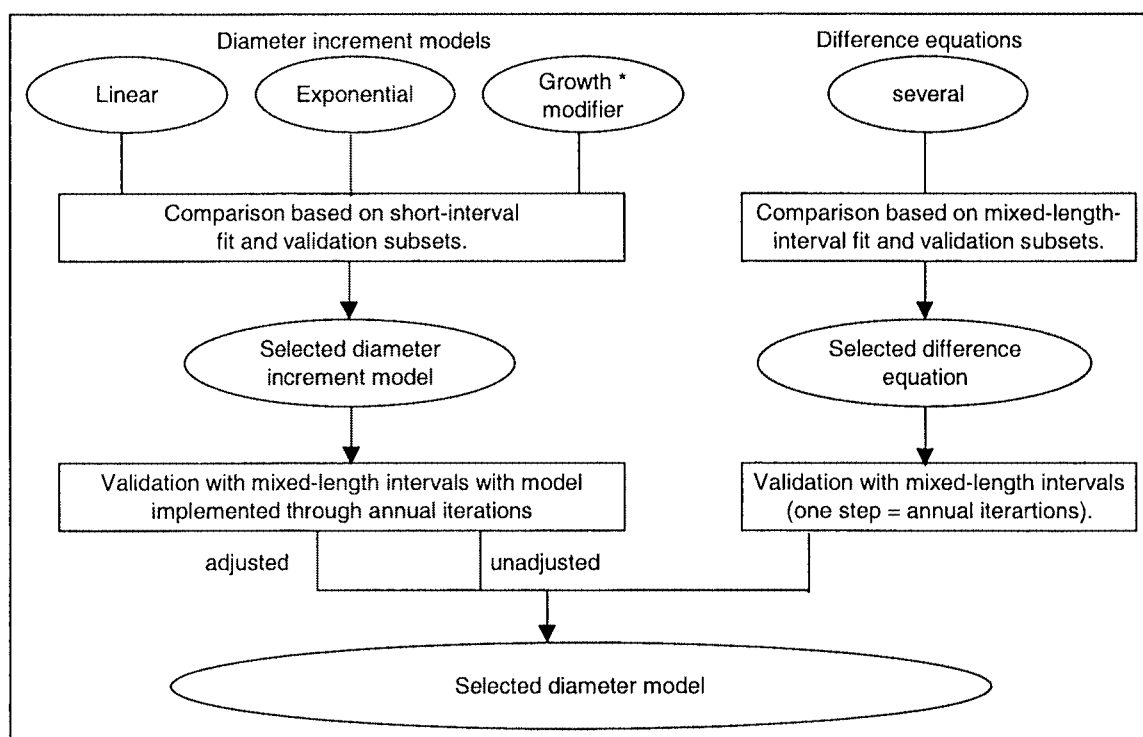 Diameter increment models
Difference equations
Linear
Exponential
Growth *
modifier
several
Comparison based on short-interval
fit and validation subsets.
Comparison based on mixed-length-
interval fit and validation subsets.
Selected diameter
increment model
Selected difference
equation
Validation with mixed-length intervals with model
implemented through annual iterations
Validation with mixed-length intervals
(one step = annual iterartions).
adjusted
unadjusted
Selected diameter model